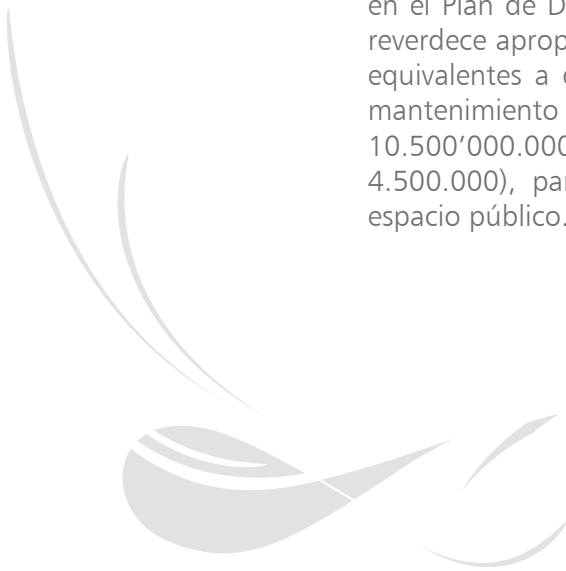 en el Plan de D
reverdece aprop
equivalentes a
mantenimiento
10.500’000.000
4.500.000), par
espacio público.